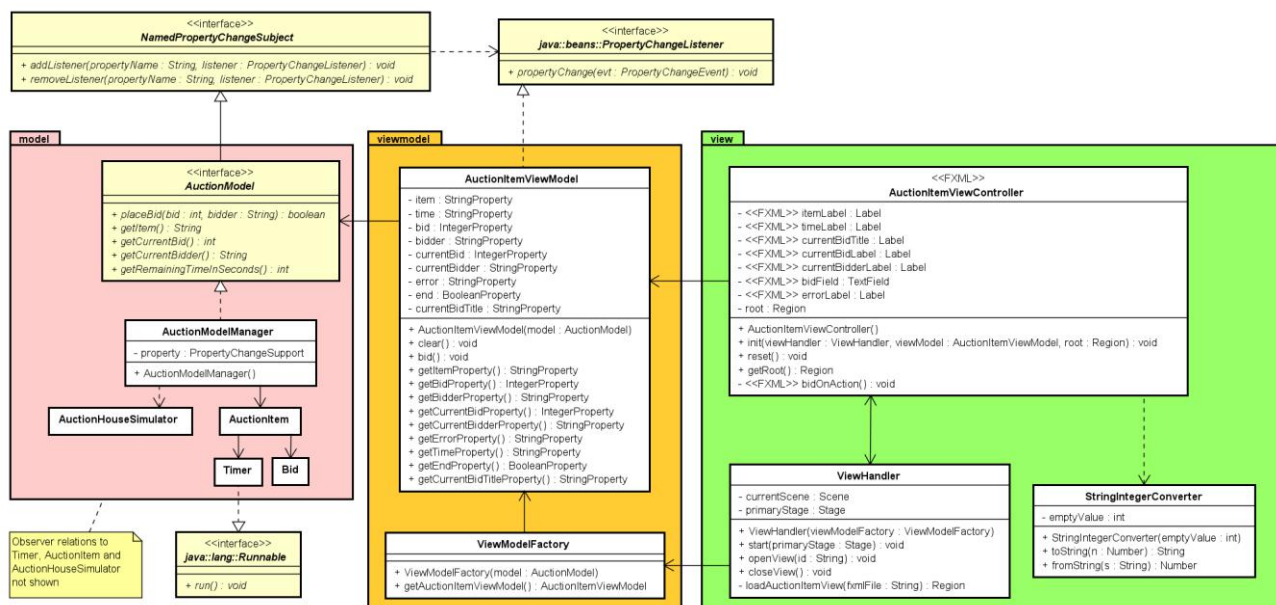 <<interface>>
NamedPropertyChangeSubject
+ addListener(propertyName : String, listener : PropertyChangeListener) : void
+ removeListener(propertyName : String, listener : PropertyChangeListener) : void
<<interface>>
java::beans::PropertyChangeListener
+ propertyChange(evt : PropertyChangeEvent) : void
model
<<interface>>
AuctionModel
+ placeBid(bid : int, bidder : String) : boolean
+ getItem() : String
+ getCurrentBid() : int
+ getCurrentBidder() : String
+ getRemainingTimeInSeconds() : int
AuctionModelManager
- property : PropertyChangeSupport
+ AuctionModelManager()
AuctionHouseSimulator
AuctionItem
Timer
Bid
Observer relations to
Timer, AuctionItem and
AuctionHouseSimulator
not shown
<<interface>>
java::lang::Runnable
+ run() : void
viewmodel
AuctionItemViewModel
- item : StringProperty
- time : StringProperty
- bid : IntegerProperty
- bidder : StringProperty
- currentBid : IntegerProperty
- currentBidder : StringProperty
- error : StringProperty
- end : BooleanProperty
- currentBidTitle : StringProperty
+ AuctionItemViewModel(model : AuctionModel)
+ clear() : void
+ bid() : void
+ getItemProperty() : StringProperty
+ getBidProperty() : IntegerProperty
+ getBidderProperty() : StringProperty
+ getCurrentBidProperty() : IntegerProperty
+ getCurrentBidderProperty() : StringProperty
+ getErrorProperty() : StringProperty
+ getTimeProperty() : StringProperty
+ getEndProperty() : BooleanProperty
+ getCurrentBidTitleProperty() : StringProperty
ViewModelFactory
+ ViewModelFactory(model : AuctionModel)
+ getAuctionItemViewModel() : AuctionItemViewModel
view
<<FXML>>
AuctionItemViewController
- <<FXML>> itemLabel : Label
- <<FXML>> timeLabel : Label
- <<FXML>> currentBidTitle : Label
- <<FXML>> currentBidLabel : Label
- <<FXML>> currentBidderLabel : Label
- <<FXML>> bidField : TextField
- <<FXML>> errorLabel : Label
- root : Region
+ AuctionItemViewController()
+ init(viewHandler : ViewHandler, viewModel : AuctionItemViewModel, root : Region) : void
+ reset() : void
+ getRoot() : Region
- <<FXML>> bidOnAction() : void
ViewHandler
- currentScene : Scene
- primaryStage : Stage
+ ViewHandler(viewModelFactory : ViewModelFactory)
+ start(primaryStage : Stage) : void
+ openView(id : String) : void
+ closeView() : void
- loadAuctionItemView(fxmlFile : String) : Region
StringIntegerConverter
- emptyValue : int
+ StringIntegerConverter(emptyValue : int)
+ toString(n : Number) : String
+ fromString(s : String) : Number